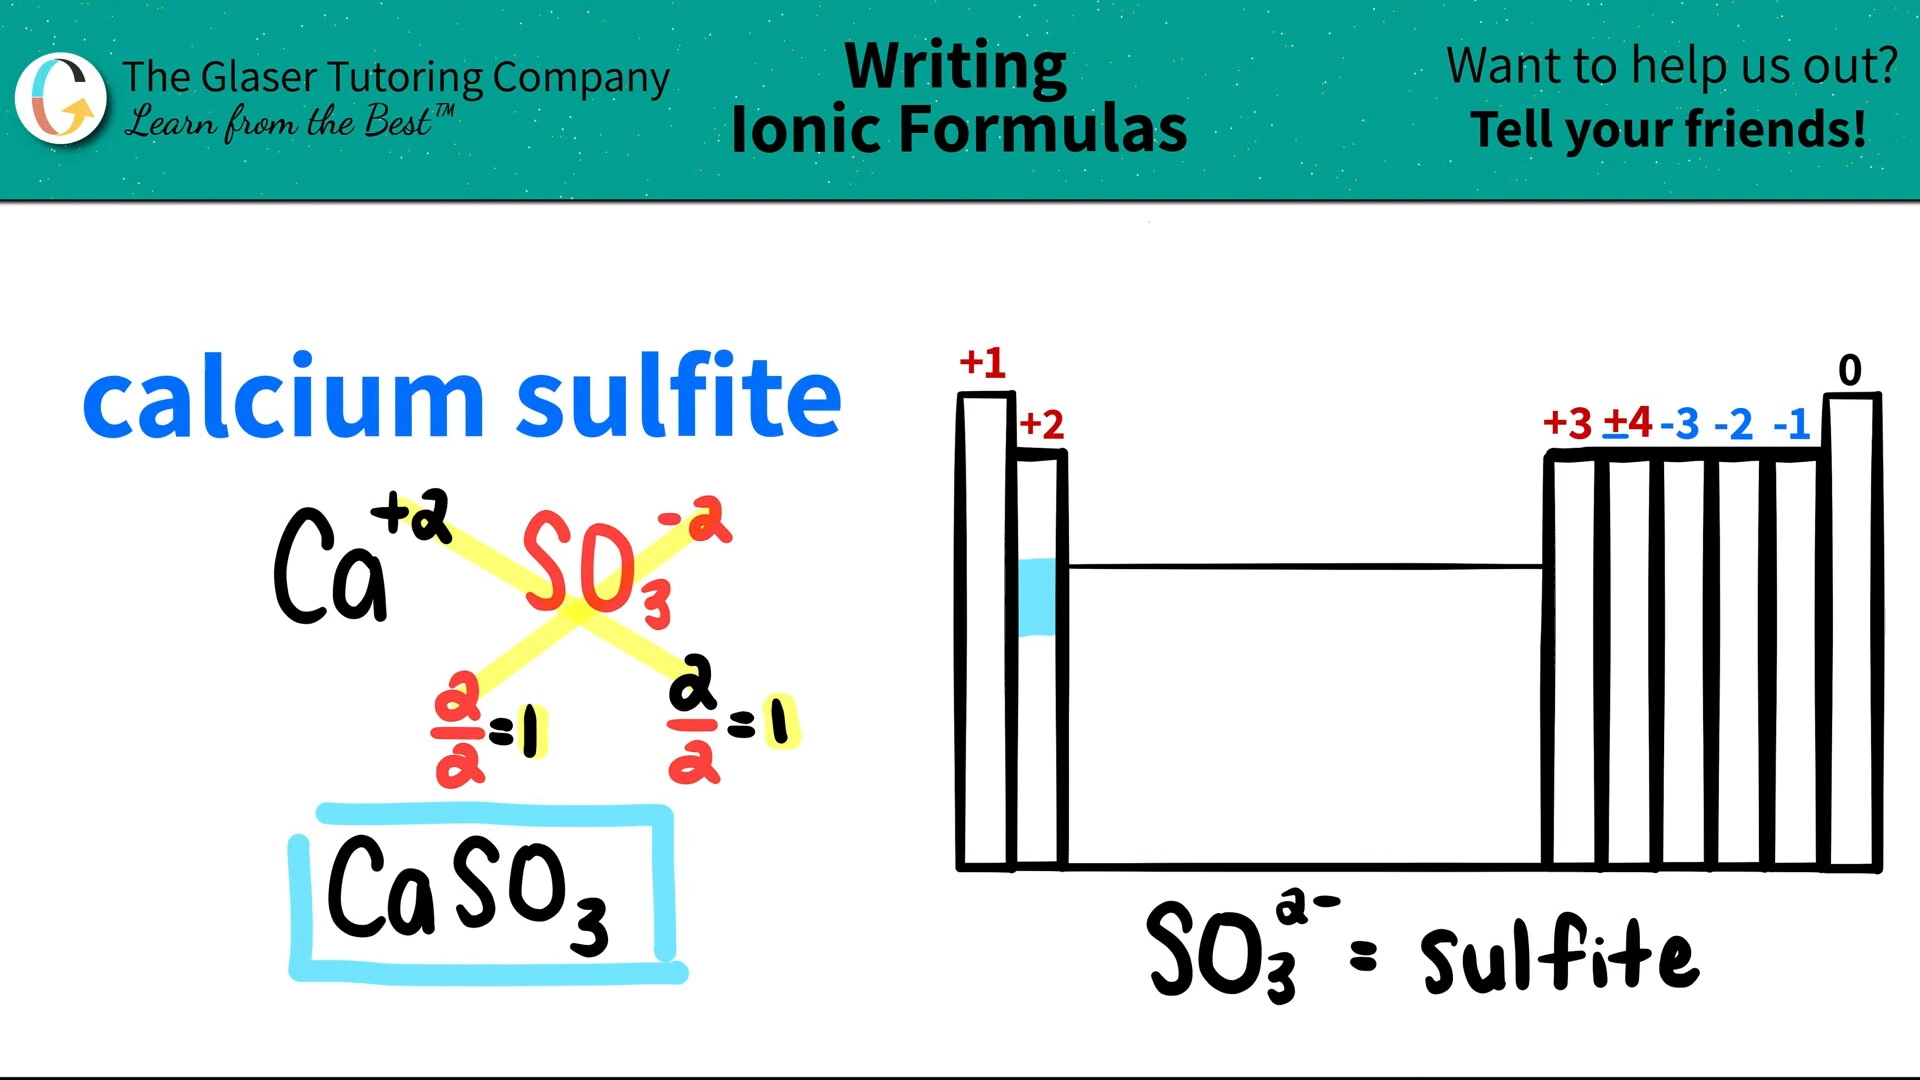 The Glaser Tutoring Company
Learn from the Best™
Writing
Ionic Formulas
Want to help us out?
Tell your friends!
calcium sulfite
Ca⁺² SO₃⁻²
2/2 = 1
2/2 = 1
CaSO₃
+1
+2
+3 ±4 -3 -2 -1
0
SO₃²⁻ = sulfite